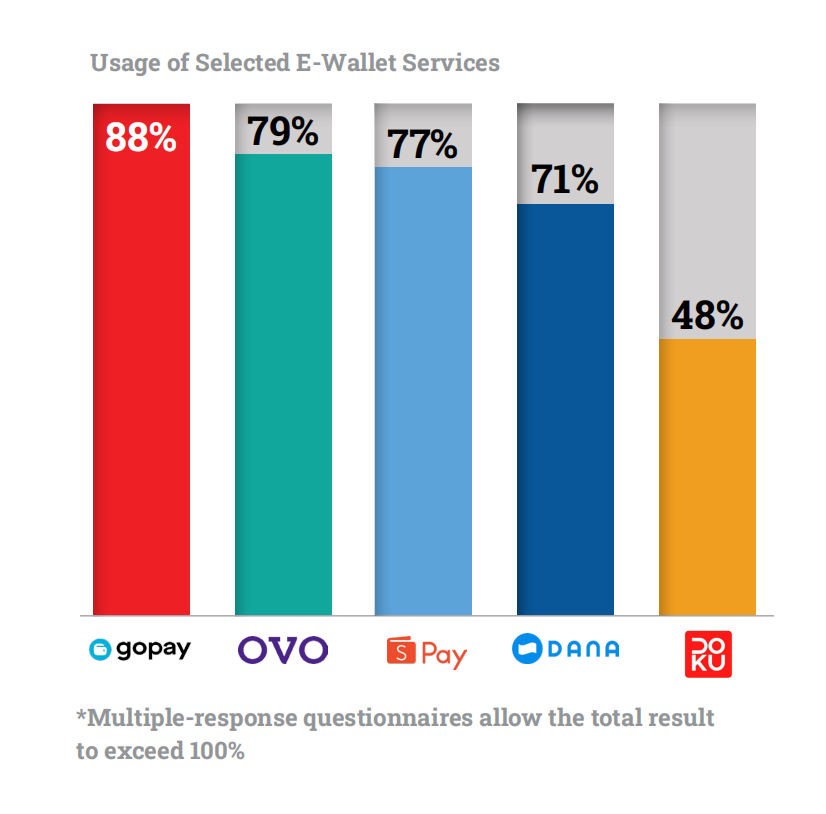 Usage of Selected E-Wallet Services
88%
79%
77%
71%
48%
gopay
OVO
S Pay
DANA
DO
KU
*Multiple-response questionnaires allow the total result
to exceed 100%